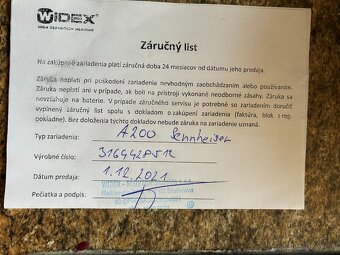 WIDEX
HIGH DEFINITION HEARING
Záručný list
Na zakúpené zariadenia platí záručná doba 24 mesiacov od dátumu jeho predaja.
Záruka neplatí pri poškodení zariadenia nevhodným zaobchádzaním alebo používaním.
Záruka neplatí ani v prípade, ak boli na prístroji vykonané neodborné zásahy. Záruka sa
nevzťahuje na batérie. V prípade záručného servisu je potrebné so zariadením doručiť
vyplnený záručný list spolu s dokladom o zakúpení zariadenia (faktúra, blok z reg.
pokladne). Bez doloženia týchto dokladov nebude záruka na zariadenie uznaná.
Typ zariadenia: A200 Sennheiser
Výrobné číslo:
Dátum predaja: 1.12.2021
WIDEX
Pečiatka a podpis: